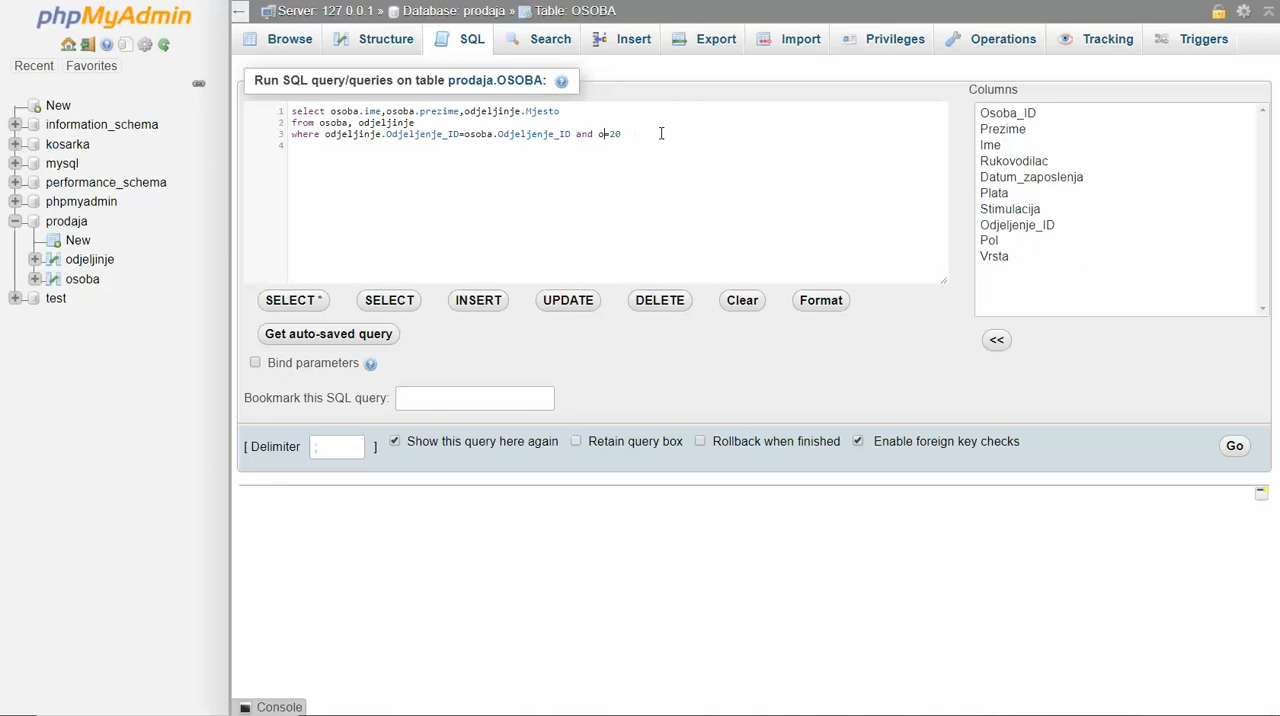 phpMyAdmin
Recent Favorites
New
information_schema
kosarka
mysql
performance_schema
phpmyadmin
prodaja
New
odjeljinje
osoba
test
Server: 127.0.0.1 » Database: prodaja » Table: OSOBA
Browse Structure SQL Search Insert Export Import Privileges Operations Tracking Triggers
Run SQL query/queries on table prodaja.OSOBA:
1 select osoba.ime,osoba.prezime,odjeljinje.Mjesto
2 from osoba, odjeljinje
3 where odjeljinje.Odjeljenje_ID=osoba.Odjeljenje_ID and o=20
4
SELECT * SELECT INSERT UPDATE DELETE Clear Format
Get auto-saved query
Bind parameters
Bookmark this SQL query:
Columns
Osoba_ID
Prezime
Ime
Rukovodilac
Datum_zaposlenja
Plata
Stimulacija
Odjeljenje_ID
Pol
Vrsta
<<
[ Delimiter ; ] Show this query here again Retain query box Rollback when finished Enable foreign key checks Go
Console